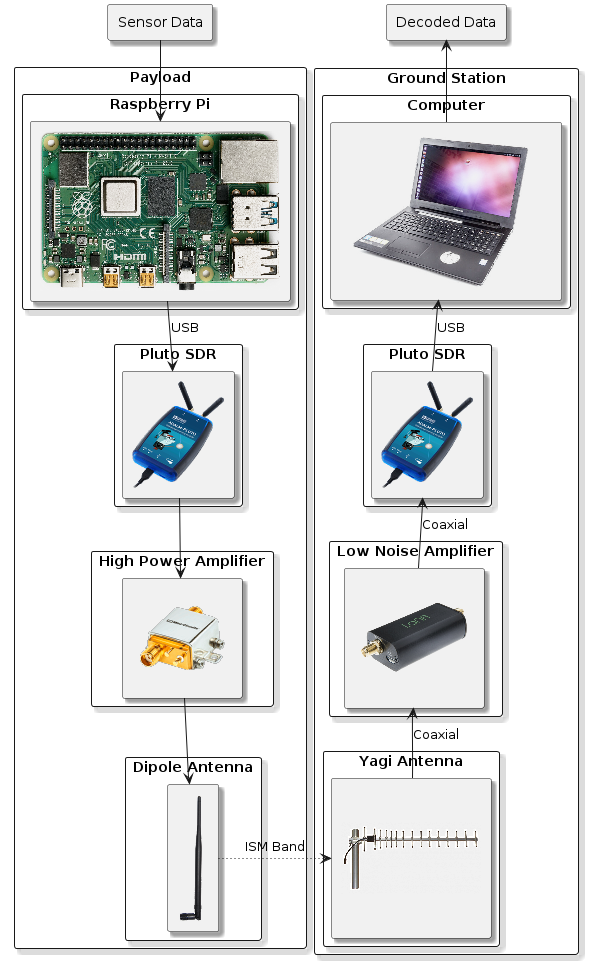 Sensor Data
Decoded Data
Payload
Ground Station
Raspberry Pi
Computer
HDMI
USB
USB
Pluto SDR
Pluto SDR
Coaxial
High Power Amplifier
Low Noise Amplifier
Coaxial
Dipole Antenna
Yagi Antenna
ISM Band